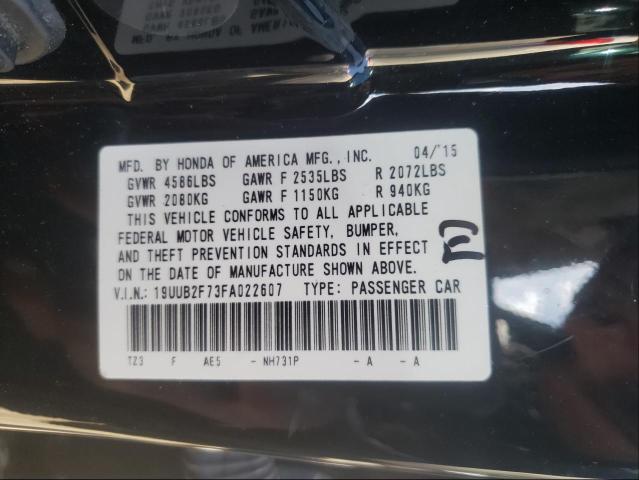 MFD. BY HONDA OF AMERICA MFG., INC. 04/'15
GVWR 4586LBS GAWR F 2535LBS R 2072LBS
GVWR 2080KG GAWR F 1150KG R 940KG
THIS VEHICLE CONFORMS TO ALL APPLICABLE
FEDERAL MOTOR VEHICLE SAFETY, BUMPER,
AND THEFT PREVENTION STANDARDS IN EFFECT
ON THE DATE OF MANUFACTURE SHOWN ABOVE.
E
V.I.N.: 19UUB2F73FA022607 TYPE: PASSENGER CAR
TZ3 F AE5 - NH731P - A - A